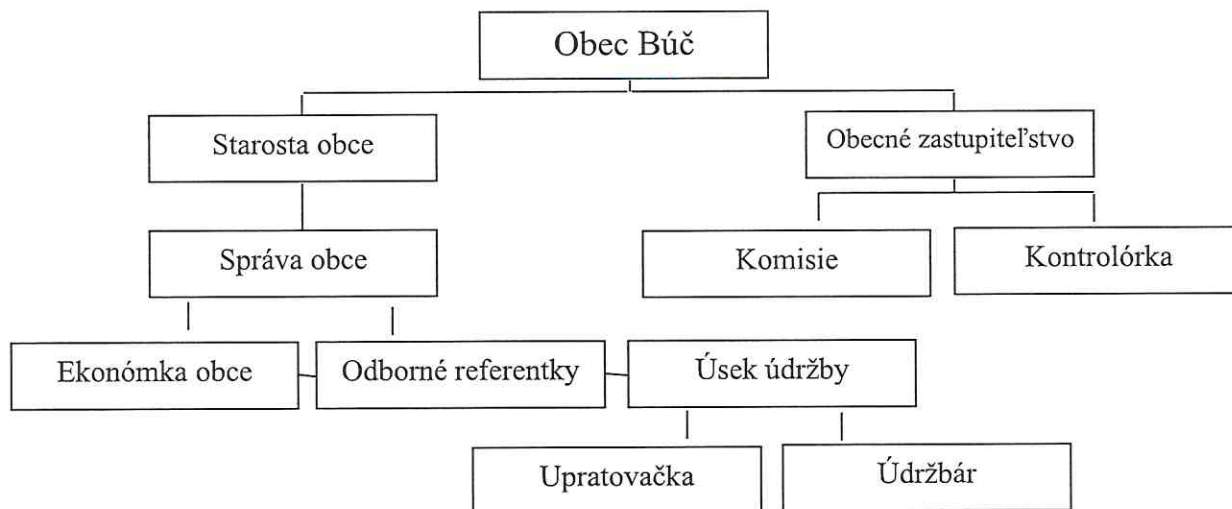 Obec Búč
Starosta obce
Obecné zastupiteľstvo
Správa obce
Komisie
Kontrolórka
Ekonómka obce
Odborné referentky
Úsek údržby
Upratovačka
Údržbár